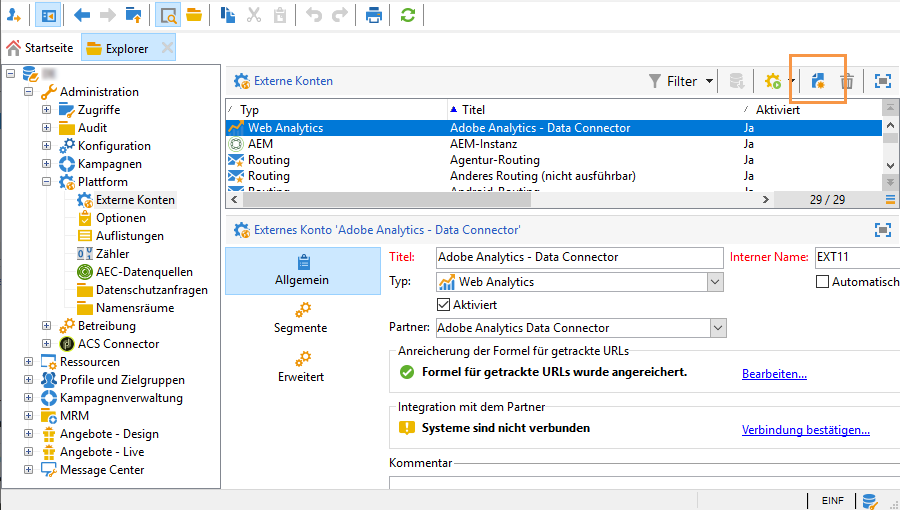 Startseite
Explorer
Administration
Zugriffe
Audit
Konfiguration
Kampagnen
Plattform
Externe Konten
Optionen
Auflistungen
Zähler
AEC-Datenquellen
Datenschutzanfragen
Namensräume
Betreibung
ACS Connector
Ressourcen
Profile und Zielgruppen
Kampagnenverwaltung
MRM
Angebote - Design
Angebote - Live
Message Center
Externe Konten Filter
Typ Titel Aktiviert
Web Analytics Adobe Analytics - Data Connector Ja
AEM AEM-Instanz Ja
Routing Agentur-Routing Ja
Routing Anderes Routing (nicht ausführbar) Ja
Routing Android-Routing Ja
29 / 29
Externes Konto 'Adobe Analytics - Data Connector'
Allgemein
Segmente
Erweitert
Titel: Adobe Analytics - Data Connector Interner Name: EXT11
Typ: Web Analytics Automatisch
Aktiviert
Partner: Adobe Analytics Data Connector
Anreicherung der Formel für getrackte URLs
Formel für getrackte URLs wurde angereichert. Bearbeiten...
Integration mit dem Partner
Systeme sind nicht verbunden Verbindung bestätigen...
Kommentar
EINF